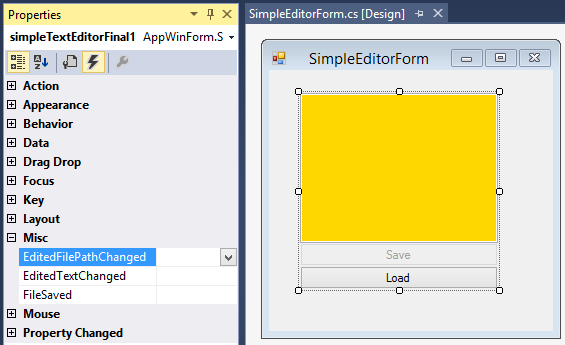 Properties
simpleTextEditorFinal1 AppWinForm.S
Action
Appearance
Behavior
Data
Drag Drop
Focus
Key
Layout
Misc
EditedFilePathChanged
EditedTextChanged
FileSaved
Mouse
Property Changed
SimpleEditorForm.cs [Design]
SimpleEditorForm
Save
Load